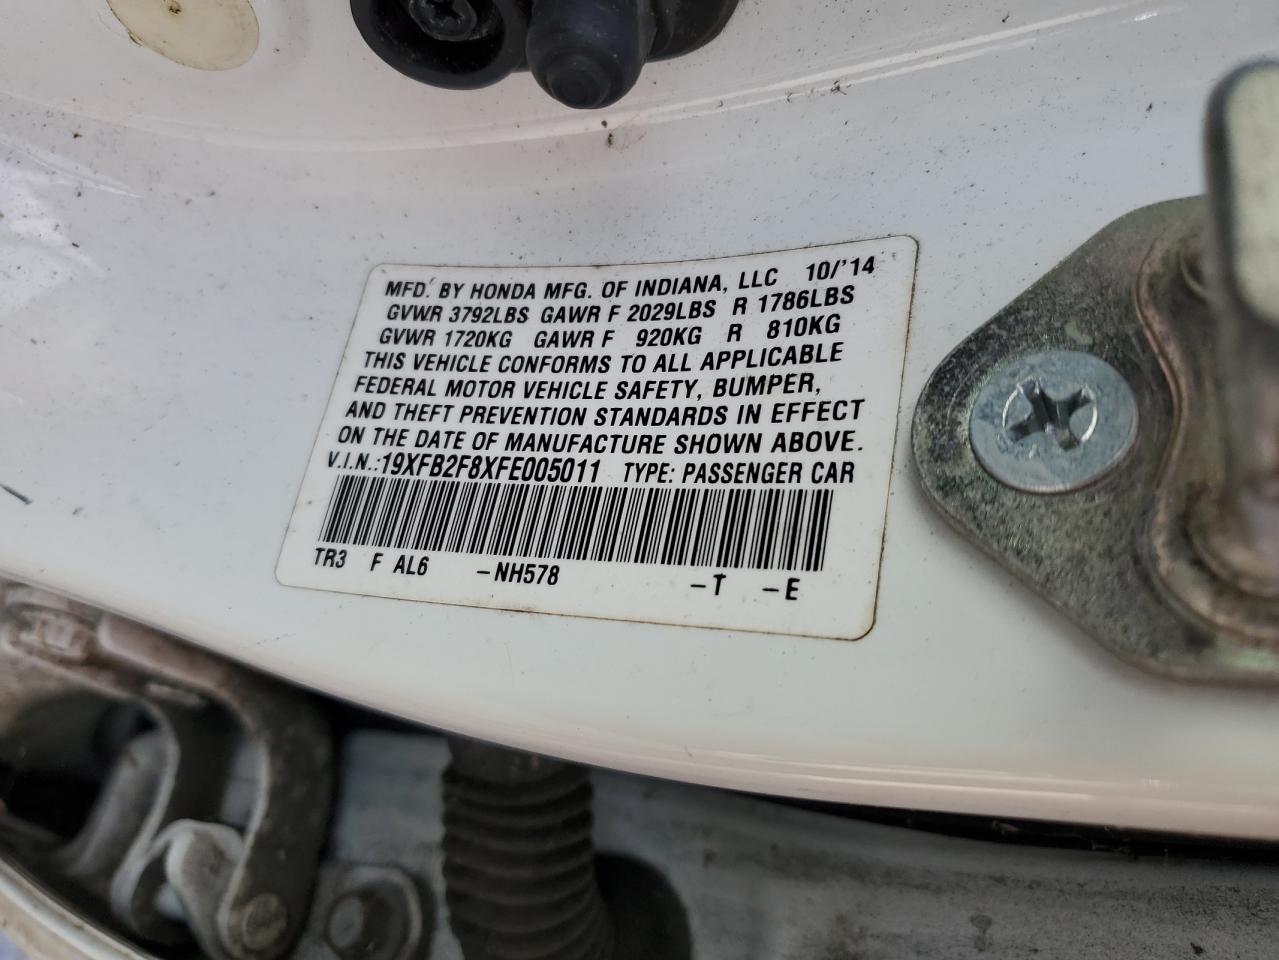 MFD. BY HONDA MFG. OF INDIANA, LLC 10/'14
GVWR 3792LBS GAWR F 2029LBS R 1786LBS
GVWR 1720KG GAWR F 920KG R 810KG
THIS VEHICLE CONFORMS TO ALL APPLICABLE
FEDERAL MOTOR VEHICLE SAFETY, BUMPER,
AND THEFT PREVENTION STANDARDS IN EFFECT
ON THE DATE OF MANUFACTURE SHOWN ABOVE.
V.I.N.:19XFB2F8XFE005011 TYPE: PASSENGER CAR
TR3 F AL6 -NH578 -T -E